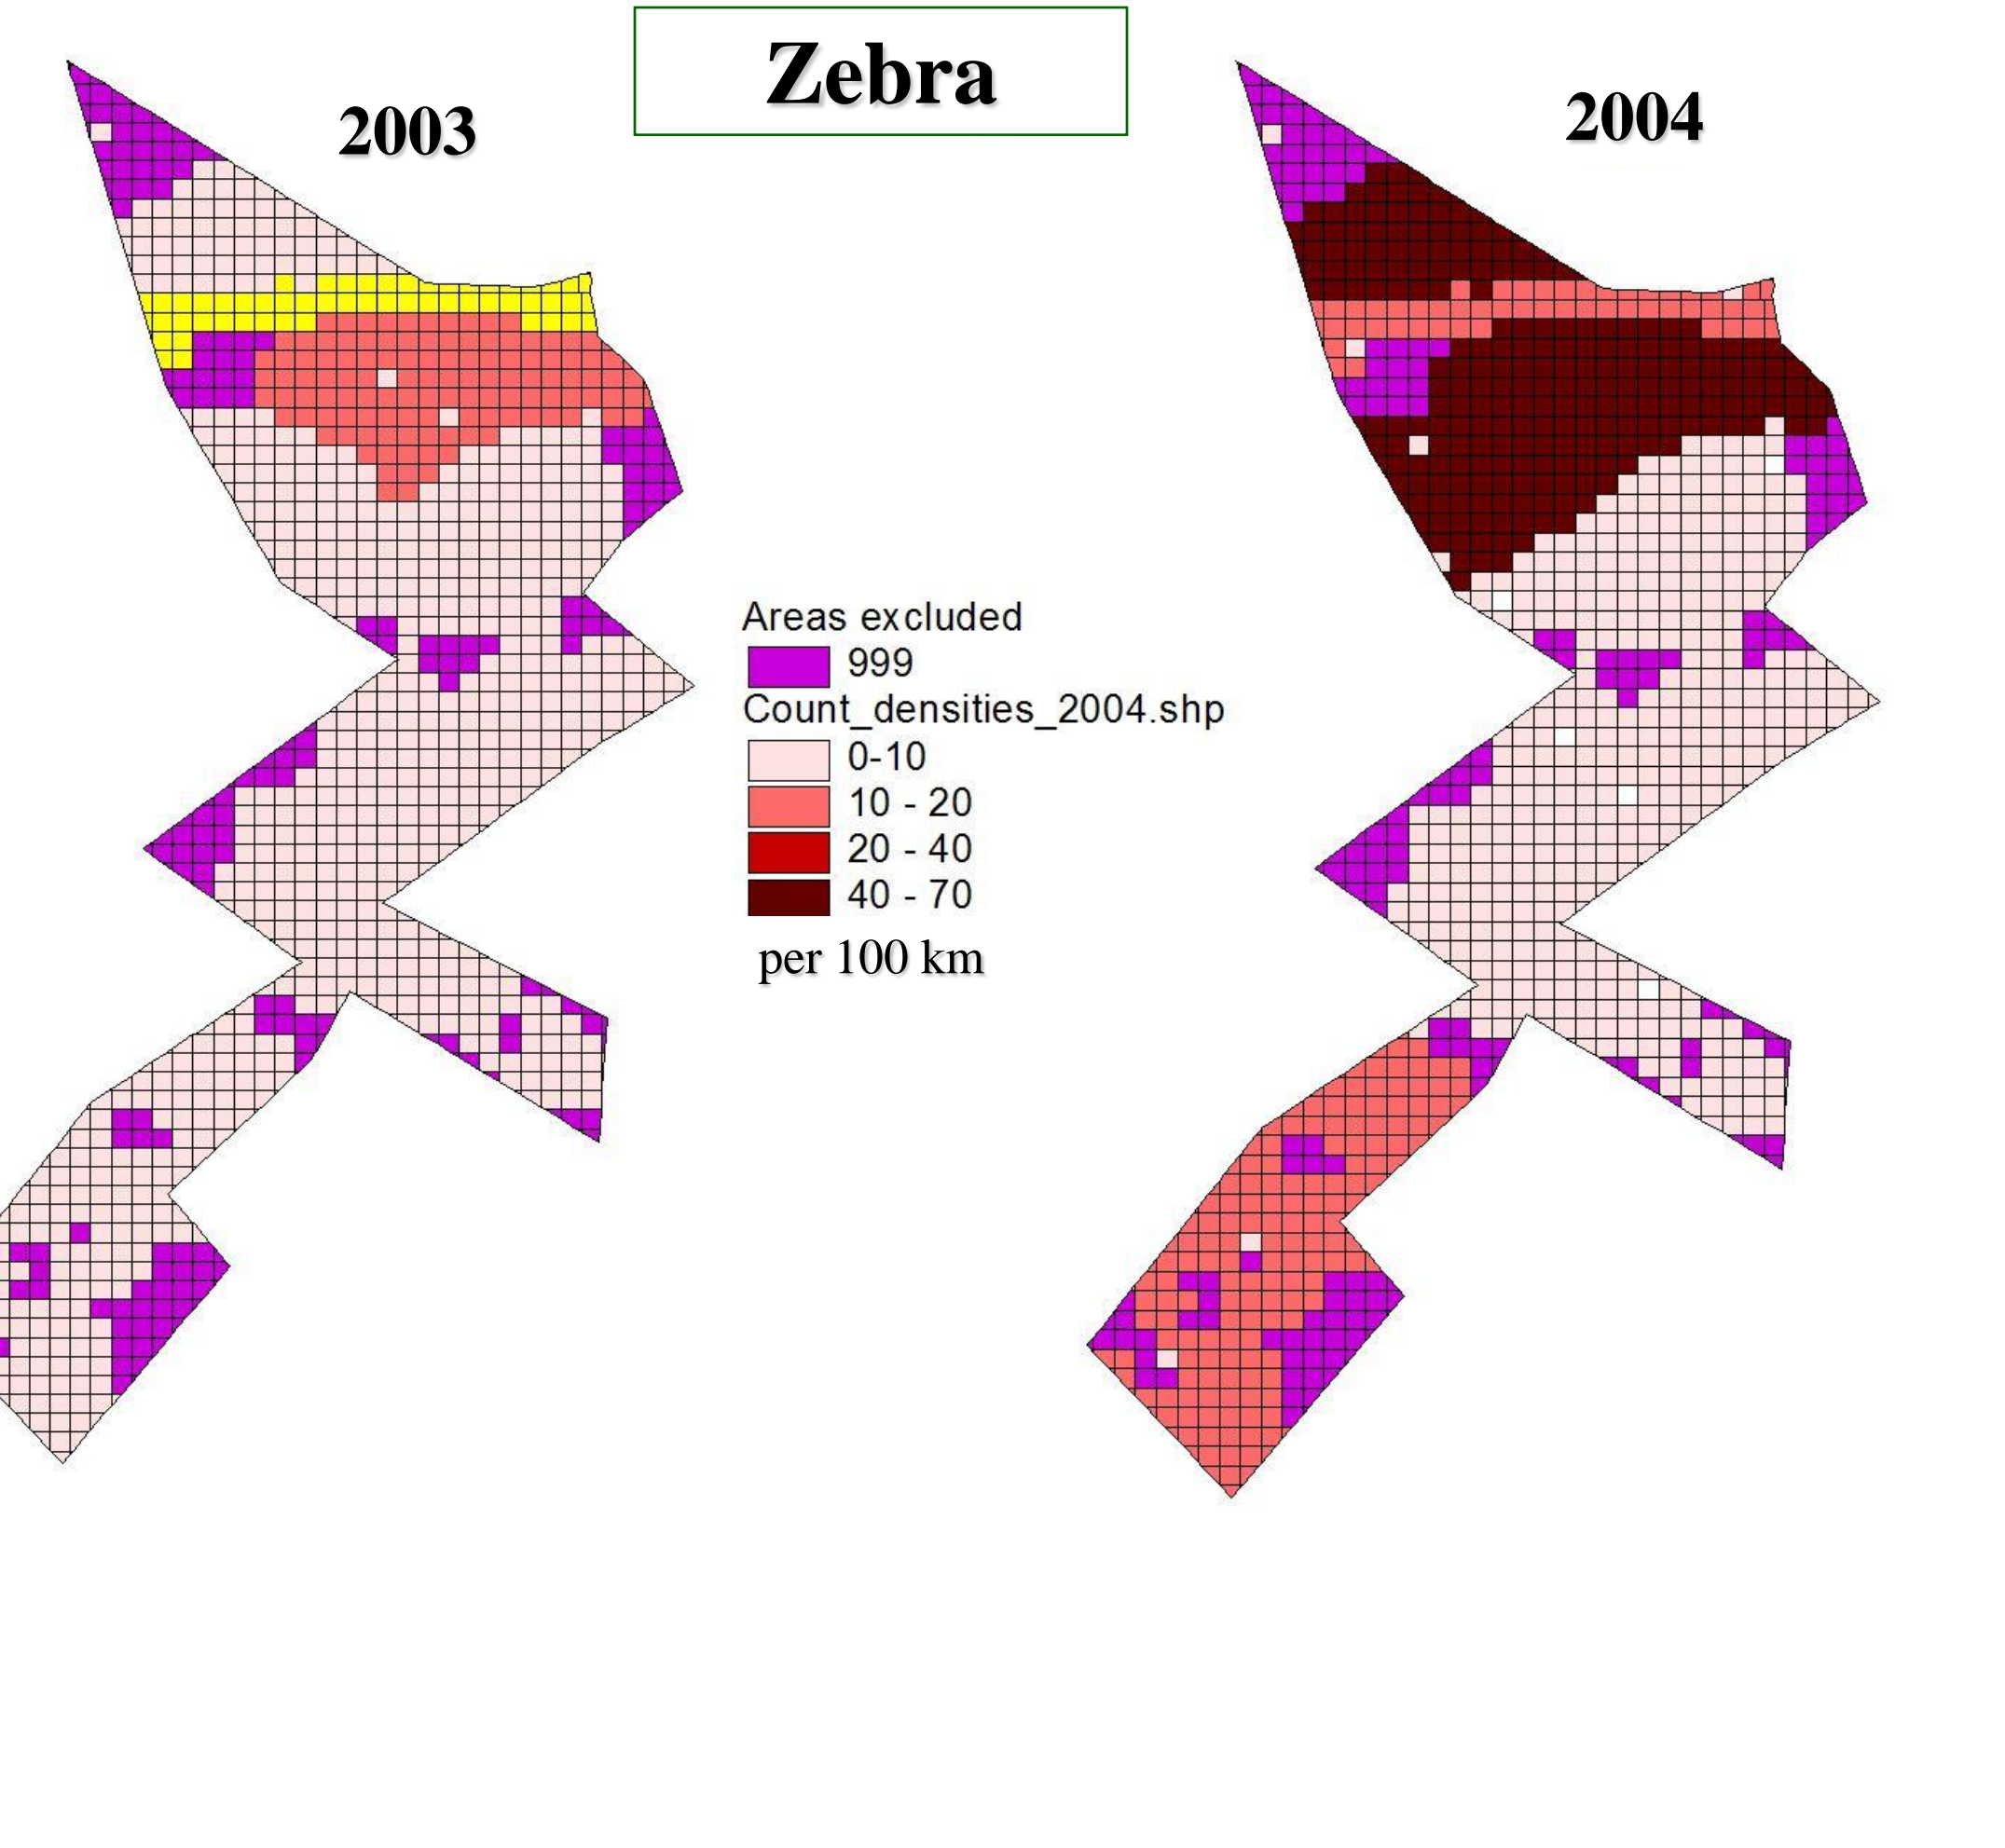 Zebra
2003
2004
Areas excluded
999
Count_densities_2004.shp
0-10
10 - 20
20 - 40
40 - 70
per 100 km